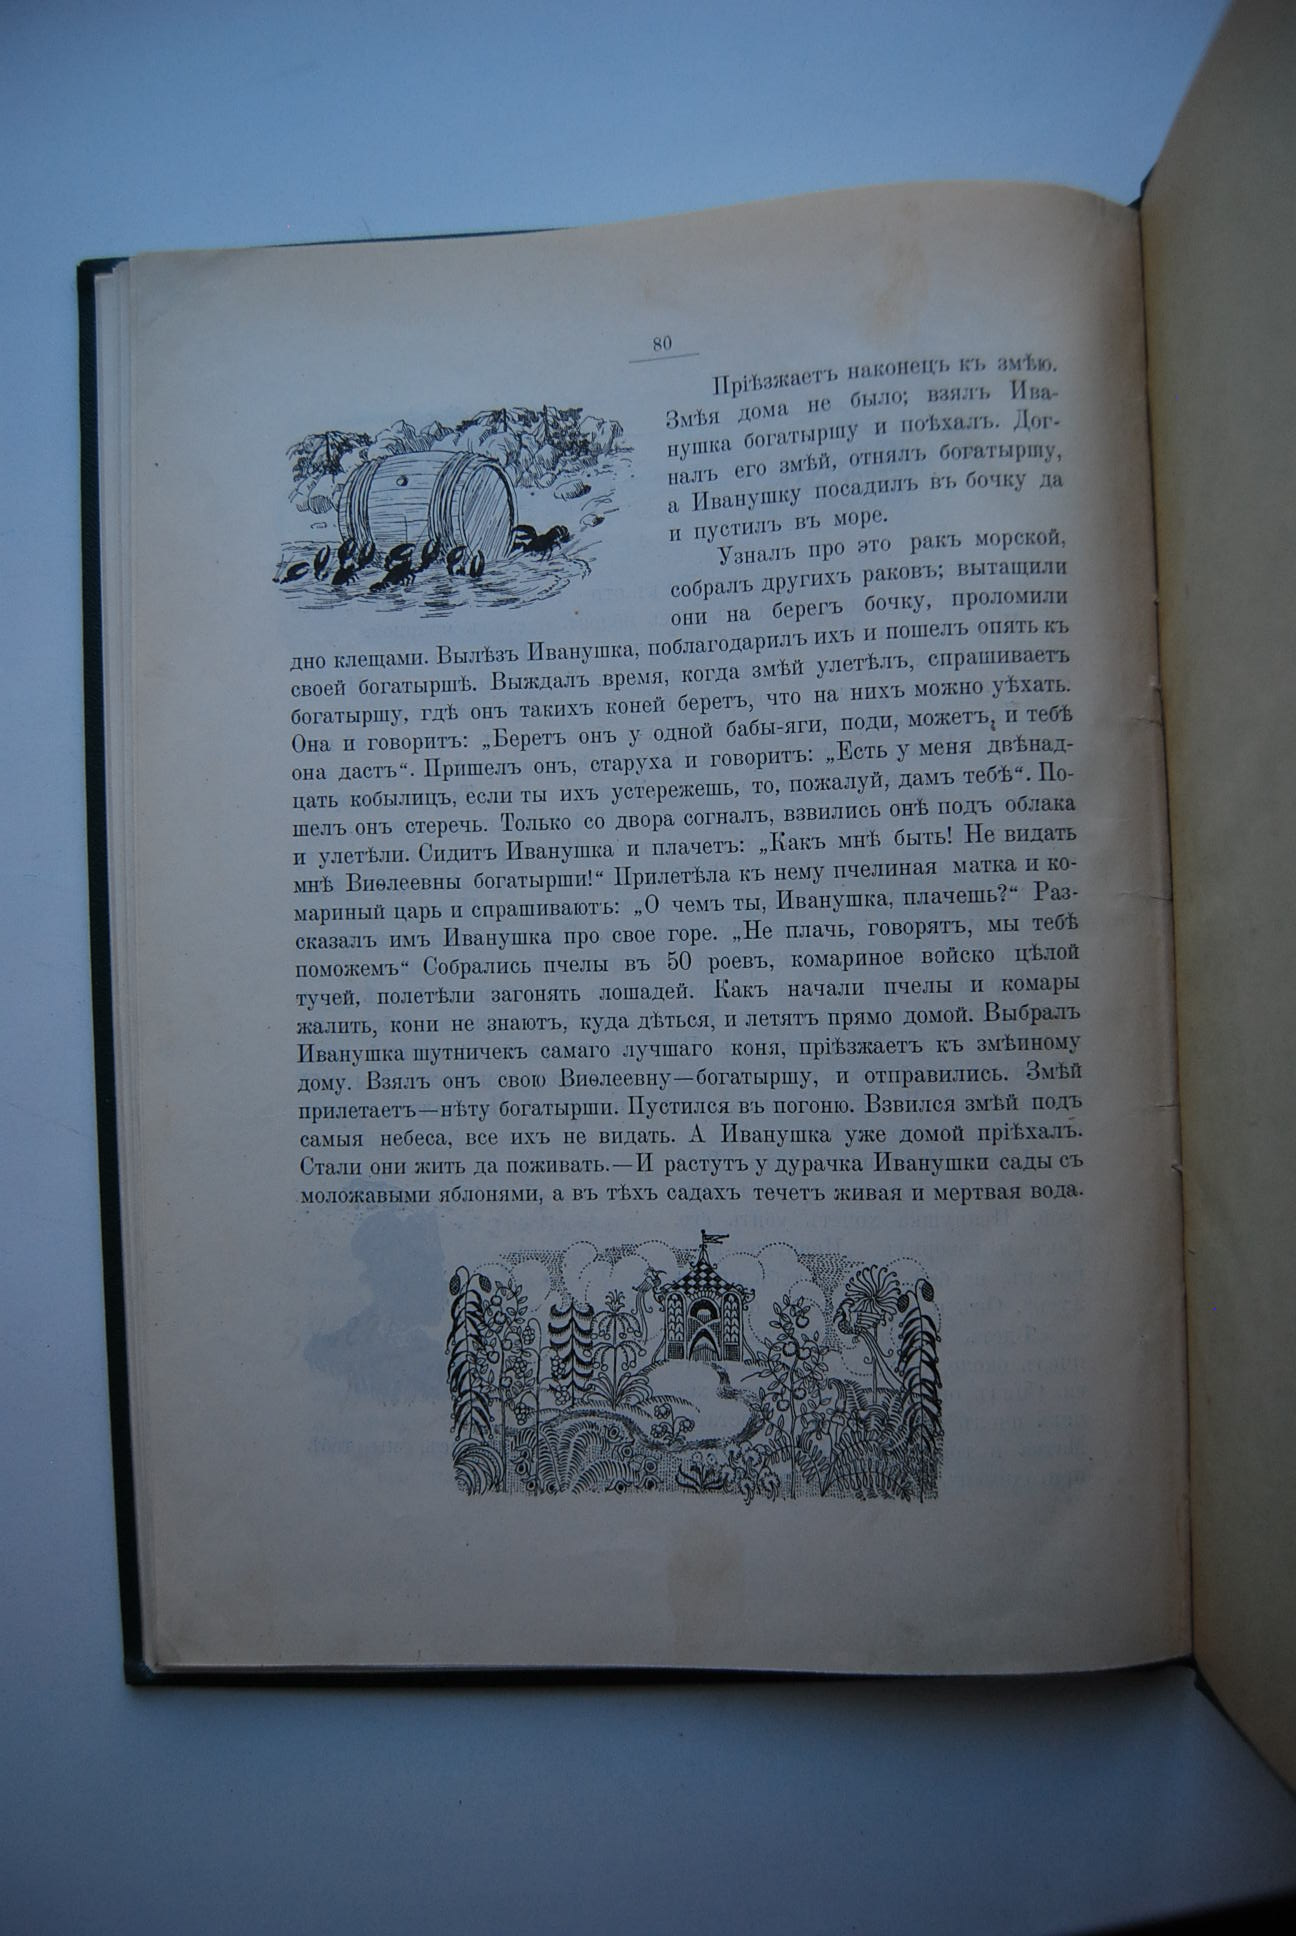 80
Пріѣзжаетъ наконецъ къ змѣю.
Змѣя дома не было; взялъ Ива-
нушка богатыршу и поѣхалъ. Дог-
налъ его змѣй, отнялъ богатыршу,
а Иванушку посадилъ въ бочку да
и пустилъ въ море.
Узналъ про это ракъ морской,
собралъ другихъ раковъ; вытащили
они на берегъ бочку, проломили
дно клещами. Вылѣзъ Иванушка, поблагодарилъ ихъ и пошелъ опять къ
своей богатыршѣ. Выждалъ время, когда змѣй улетѣлъ, спрашиваетъ
богатыршу, гдѣ онъ такихъ коней беретъ, что на нихъ можно уѣхать.
Она и говоритъ: „Беретъ онъ у одной бабы-яги, поди, можетъ, и тебѣ
она дастъ“. Пришелъ онъ, старуха и говоритъ: „Есть у меня двѣнад-
цать кобылицъ, если ты ихъ устережешь, то, пожалуй, дамъ тебѣ“. По-
шелъ онъ стеречь. Только со двора согналъ, взвились онѣ подъ облака
и улетѣли. Сидитъ Иванушка и плачетъ: „Какъ мнѣ быть! Не видать
мнѣ Виѳлеевны богатырши!“ Прилетѣла къ нему пчелиная матка и ко-
мариный царь и спрашиваютъ: „О чемъ ты, Иванушка, плачешь?“ Раз-
сказалъ имъ Иванушка про свое горе. „Не плачь, говорятъ, мы тебѣ
поможемъ“ Собрались пчелы въ 50 роевъ, комариное войско цѣлой
тучей, полетѣли загонять лошадей. Какъ начали пчелы и комары
жалить, кони не знаютъ, куда дѣться, и летятъ прямо домой. Выбралъ
Иванушка шутничекъ самаго лучшаго коня, пріѣзжаетъ къ змѣиному
дому. Взялъ онъ свою Виѳлеевну—богатыршу, и отправились. Змѣй
прилетаетъ—нѣту богатырши. Пустился въ погоню. Взвился змѣй подъ
самыя небеса, все ихъ не видать. А Иванушка уже домой пріѣхалъ.
Стали они жить да поживать.—И растутъ у дурачка Иванушки сады съ
моложавыми яблонями, а въ тѣхъ садахъ течетъ живая и мертвая вода.